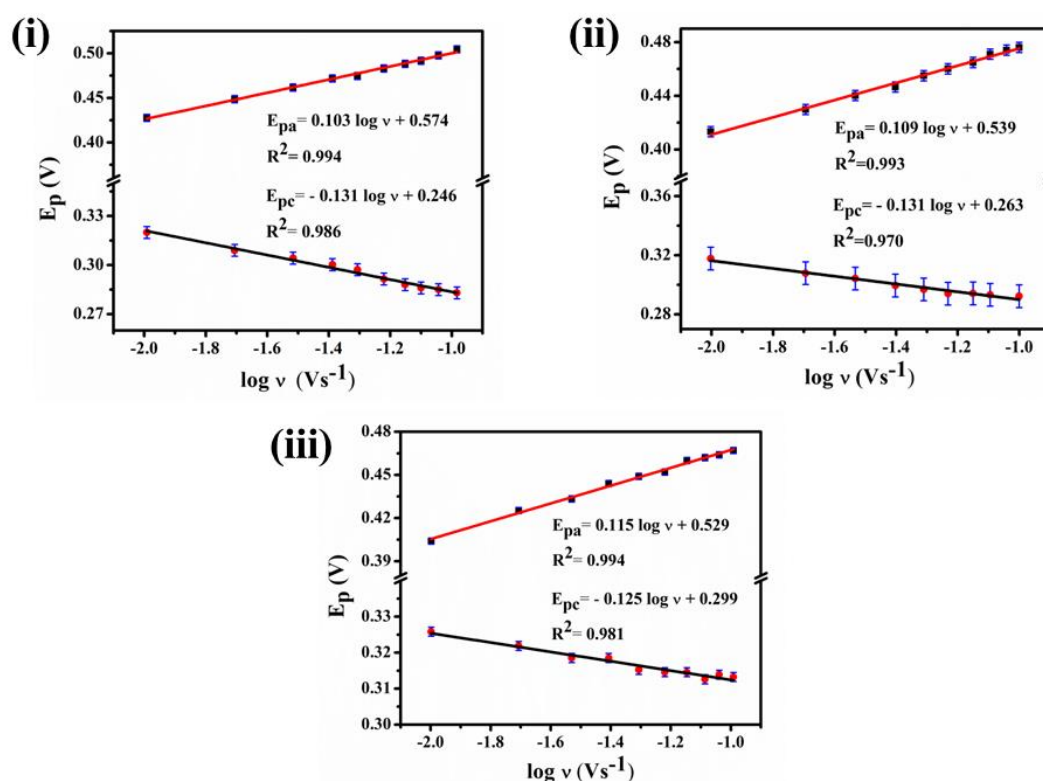 (i)
0.50
0.45
0.40
0.33
0.30
0.27
E_p (V)
E_pa= 0.103 log ν + 0.574
R^2= 0.994
E_pc= - 0.131 log ν + 0.246
R^2= 0.986
-2.0 -1.8 -1.6 -1.4 -1.2 -1.0
log ν (Vs^-1)
(ii)
0.48
0.44
0.40
0.36
0.32
0.28
E_p (V)
E_pa= 0.109 log ν + 0.539
R^2=0.993
E_pc= - 0.131 log ν + 0.263
R^2=0.970
-2.0 -1.8 -1.6 -1.4 -1.2 -1.0
log ν (Vs^-1)
(iii)
0.48
0.45
0.42
0.39
0.33
0.32
0.31
0.30
E_p (V)
E_pa= 0.115 log ν + 0.529
R^2= 0.994
E_pc= - 0.125 log ν + 0.299
R^2= 0.981
-2.0 -1.8 -1.6 -1.4 -1.2 -1.0
log ν (Vs^-1)